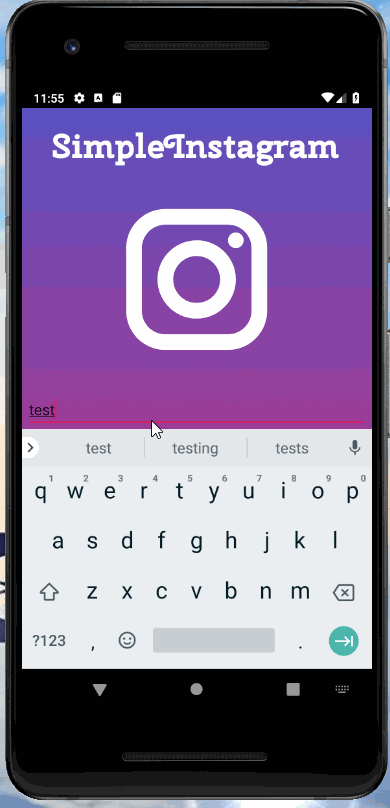 11:55
SimpleInstagram
test
test testing tests
1 2 3 4 5 6 7 8 9 0
q w e r t y u i o p
a s d f g h j k l
z x c v b n m
?123 , .